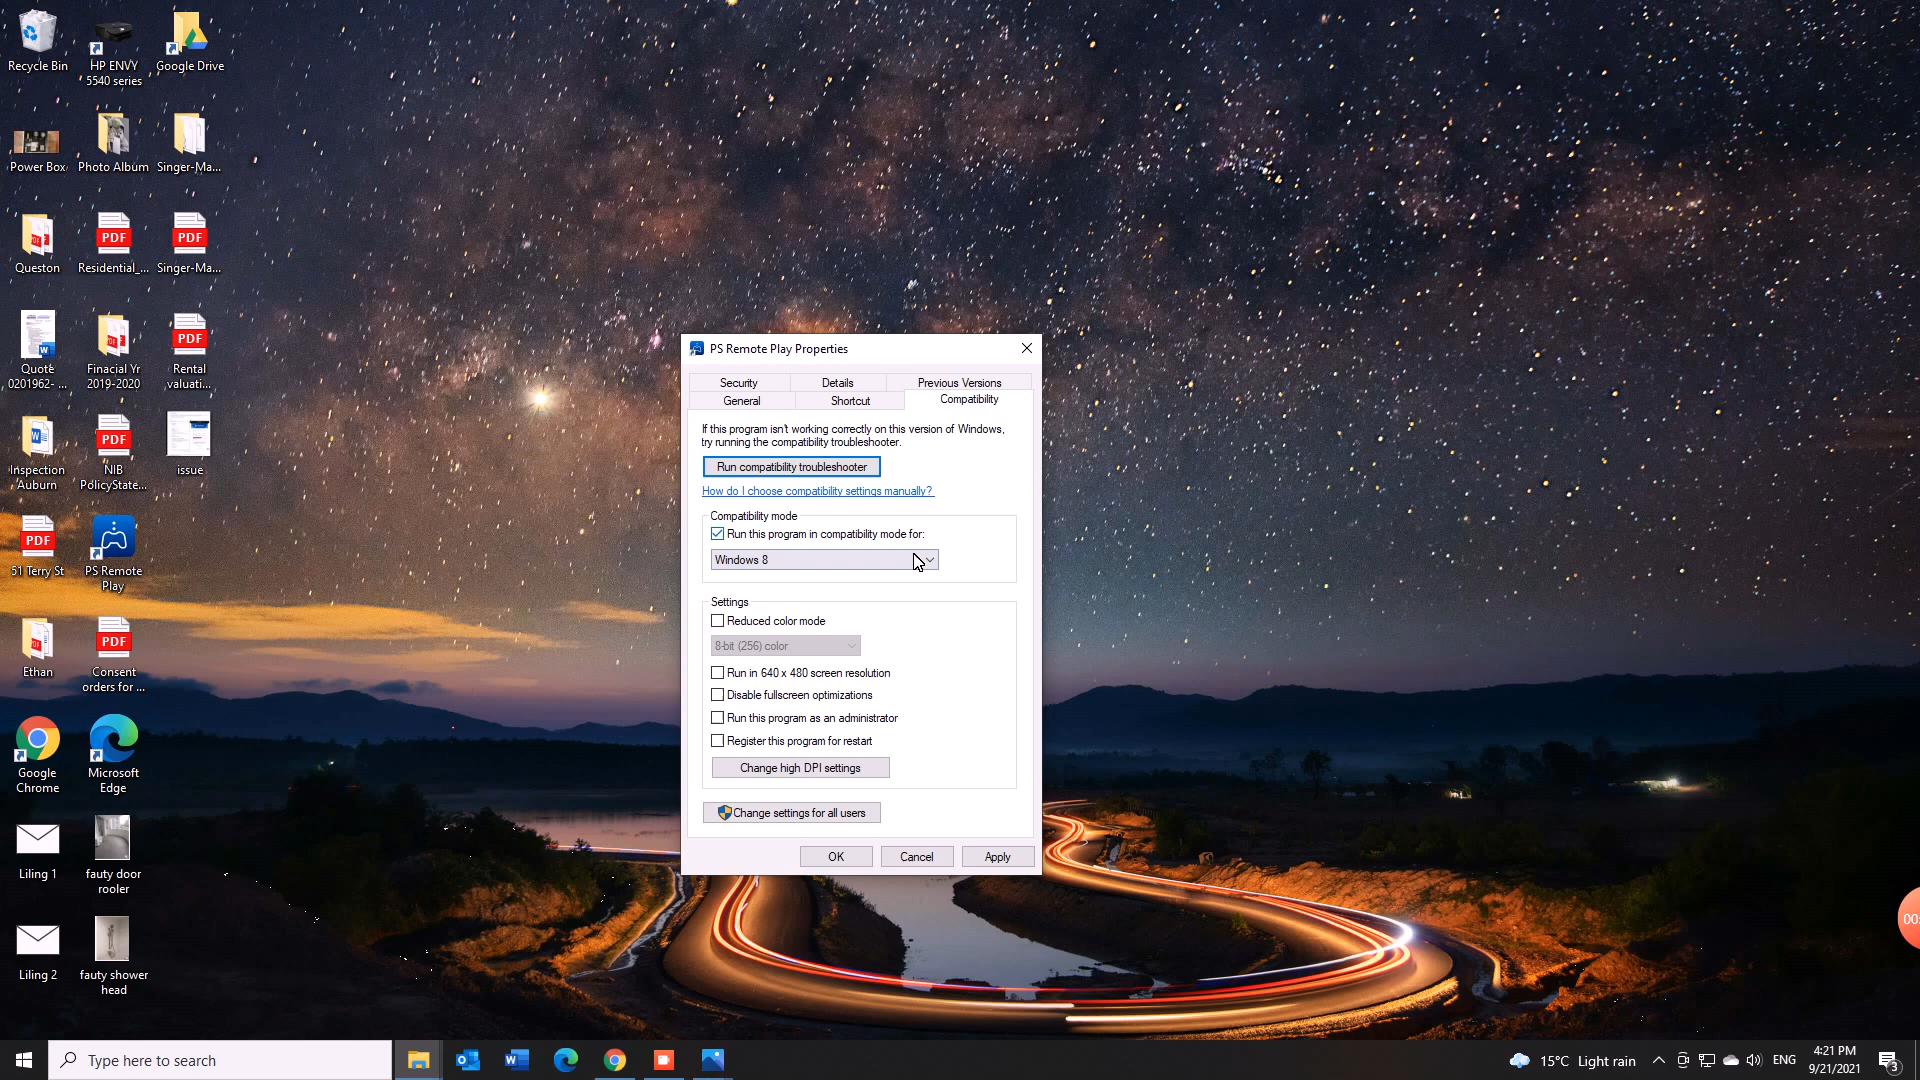 Recycle Bin
HP ENVY
5540 series
Google Drive
Power Box
Photo Album
Singer-Ma...
Queston
PDF
Residential_...
PDF
Singer-Ma...
Quote
0201962- ...
Finacial Yr
2019-2020
PDF
Rental
valuati...
Inspection
Auburn
PDF
NIB
PolicyState...
issue
PDF
51 Terry St
PS Remote
Play
Ethan
PDF
Consent
orders for ...
Google
Chrome
Microsoft
Edge
Liling 1
fauty door
rooler
Liling 2
fauty shower
head
PS Remote Play Properties
Security
Details
Previous Versions
General
Shortcut
Compatibility
If this program isn't working correctly on this version of Windows,
try running the compatibility troubleshooter.
Run compatibility troubleshooter
How do I choose compatibility settings manually?
Compatibility mode
Run this program in compatibility mode for:
Windows 8
Settings
Reduced color mode
8-bit (256) color
Run in 640 x 480 screen resolution
Disable fullscreen optimizations
Run this program as an administrator
Register this program for restart
Change high DPI settings
Change settings for all users
OK
Cancel
Apply
00:
Type here to search
15°C Light rain
ENG
4:21 PM
9/21/2021
3